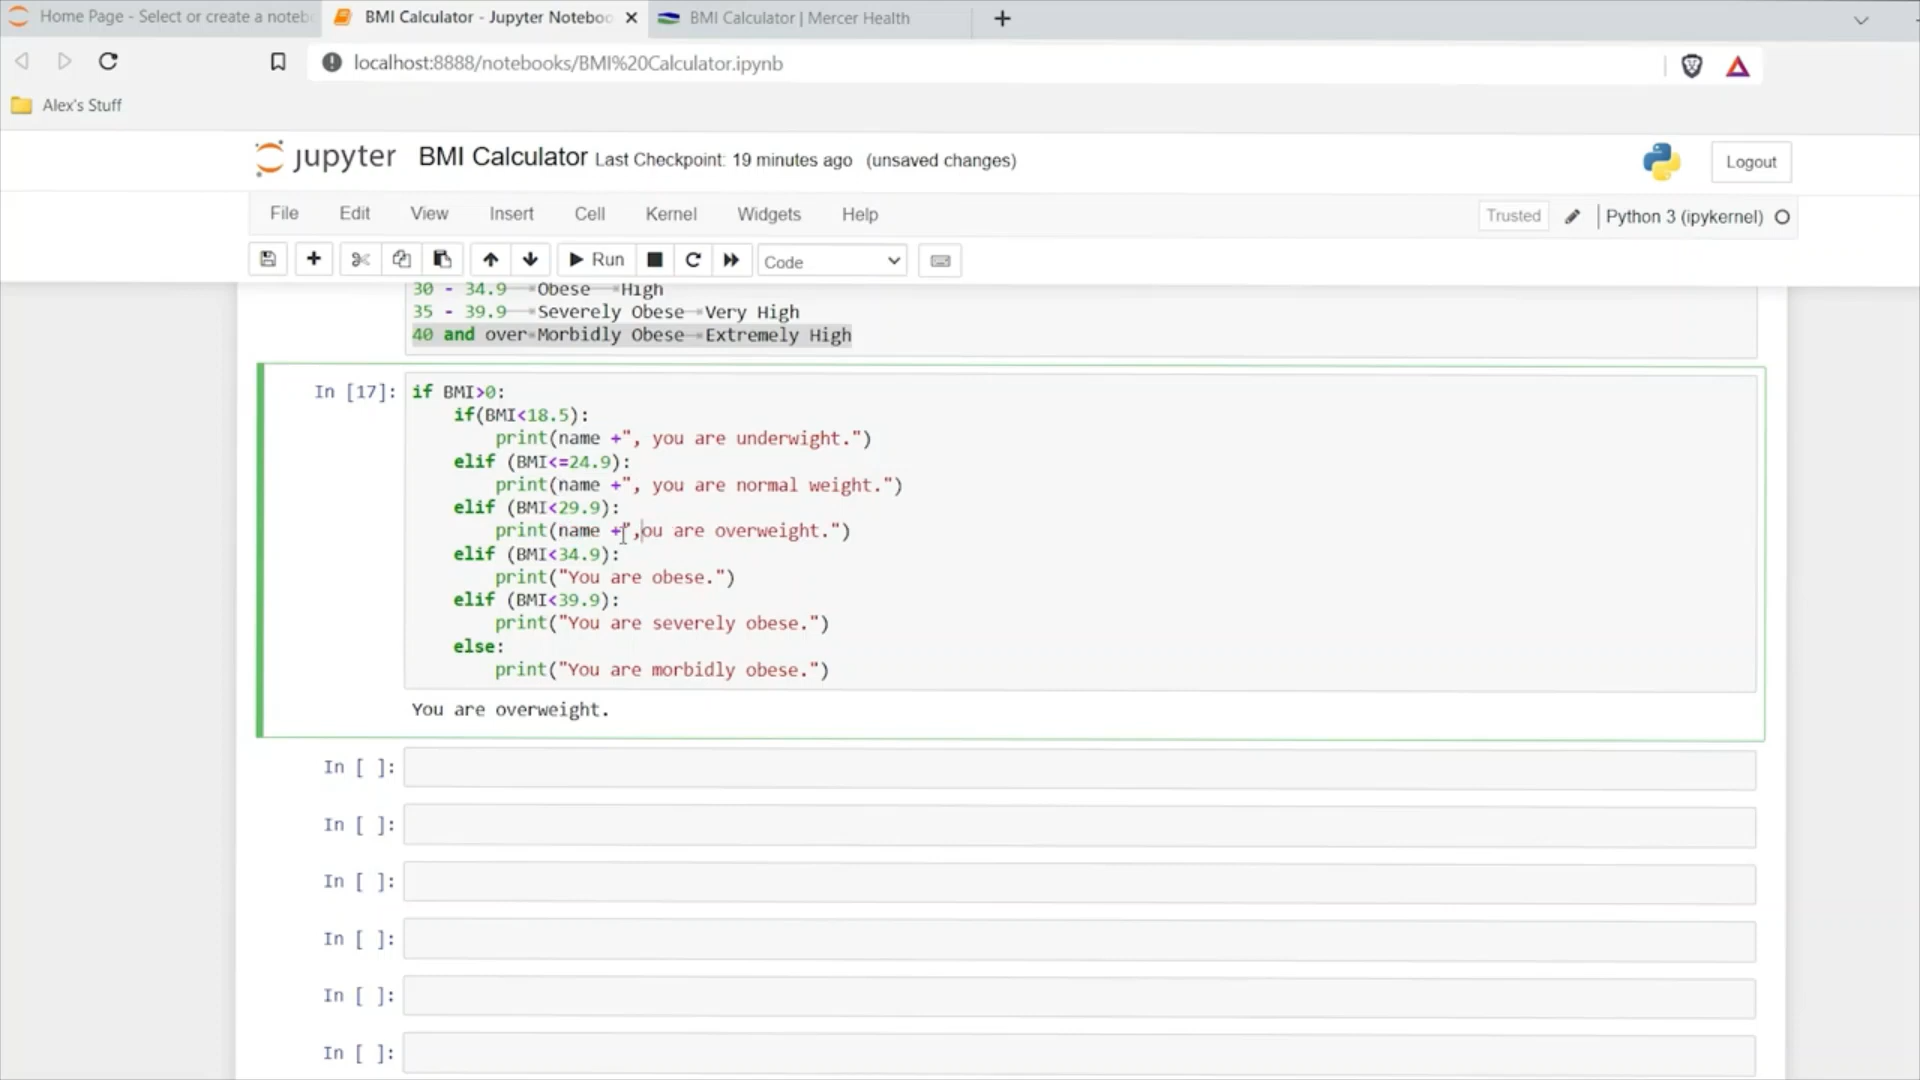 Home Page - Select or create a noteb
BMI Calculator - Jupyter Noteboo
BMI Calculator | Mercer Health
localhost:8888/notebooks/BMI%20Calculator.ipynb
Alex's Stuff
jupyter BMI Calculator Last Checkpoint: 19 minutes ago (unsaved changes)
Logout
File Edit View Insert Cell Kernel Widgets Help
Trusted
Python 3 (ipykernel)
Run
Code
30 - 34.9 Obese High
35 - 39.9 Severely Obese Very High
40 and over Morbidly Obese Extremely High
In [17]:
if BMI>0:
    if(BMI<18.5):
        print(name +", you are underwight.")
    elif (BMI<=24.9):
        print(name +", you are normal weight.")
    elif (BMI<29.9):
        print(name +",ou are overweight.")
    elif (BMI<34.9):
        print("You are obese.")
    elif (BMI<39.9):
        print("You are severely obese.")
    else:
        print("You are morbidly obese.")
You are overweight.
In [ ]:
In [ ]:
In [ ]:
In [ ]:
In [ ]:
In [ ]: